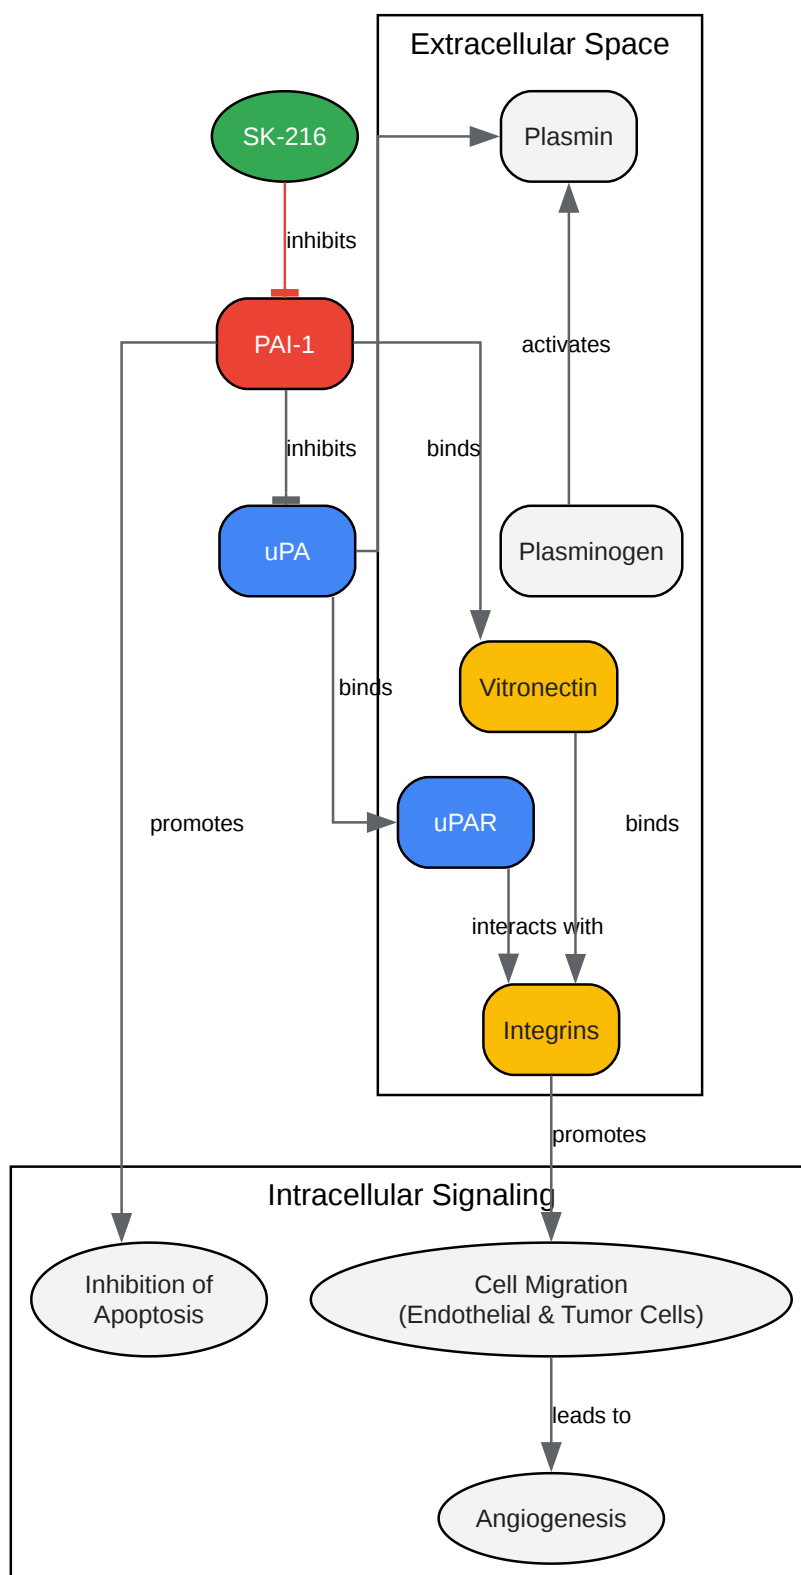 Extracellular Space
SK-216
Plasmin
inhibits
PAI-1
activates
inhibits
binds
uPA
Plasminogen
Vitronectin
binds
uPAR
promotes
binds
interacts with
Integrins
promotes
Intracellular Signaling
Inhibition of
Apoptosis
Cell Migration
(Endothelial & Tumor Cells)
leads to
Angiogenesis